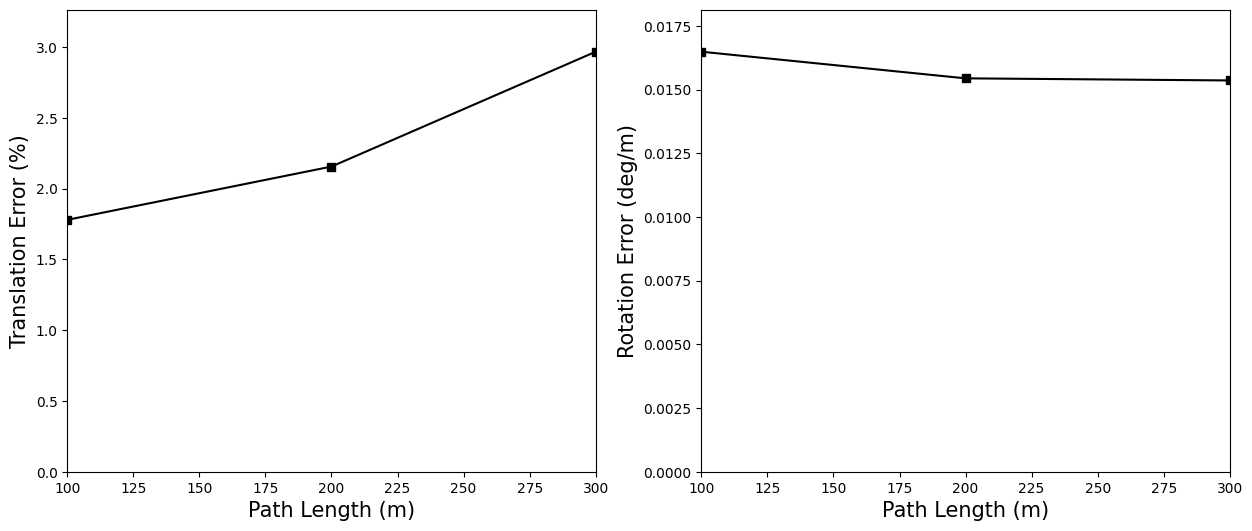 3.0
2.5
2.0
1.5
1.0
0.5
0.0
Translation Error (%)
100 125 150 175 200 225 250 275 300
Path Length (m)
0.0175
0.0150
0.0125
0.0100
0.0075
0.0050
0.0025
0.0000
Rotation Error (deg/m)
100 125 150 175 200 225 250 275 300
Path Length (m)